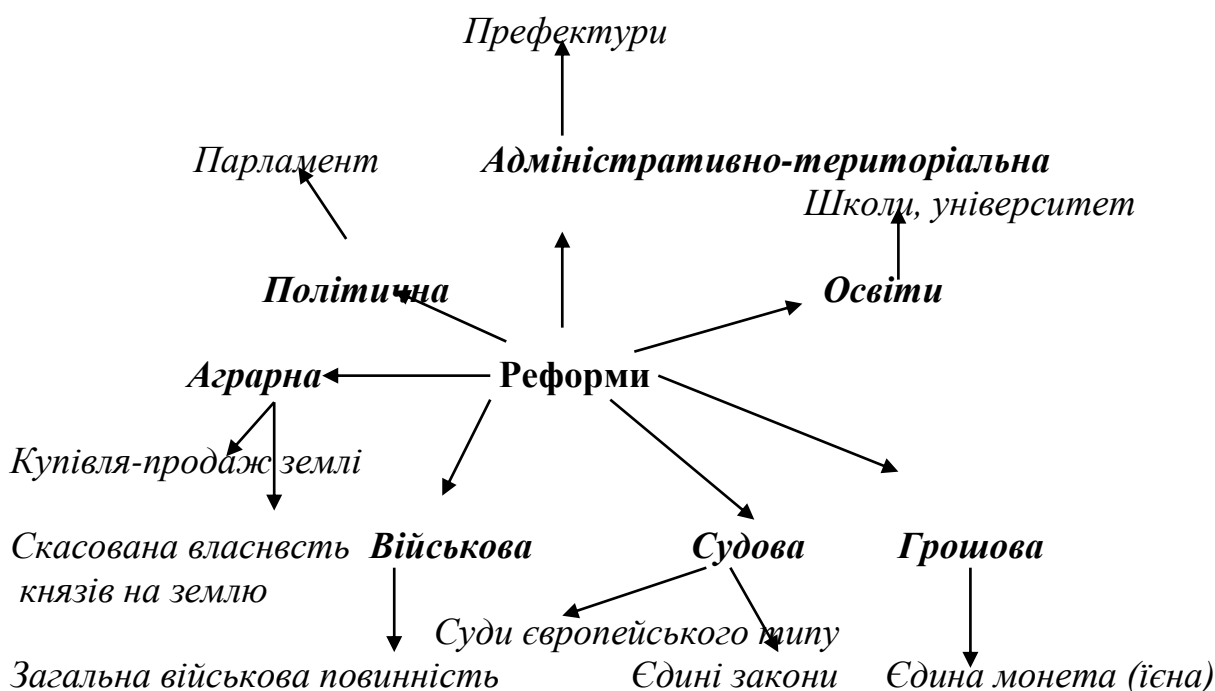 Префектури
Парламент Адміністративно-територіальна
Школи, університет
Політична Освіти
Аграрна Реформи
Купівля-продаж землі
Скасована власнвсть Військова Судова Грошова
князів на землю
Суди європейського типу
Загальна військова повинність Єдині закони Єдина монета (їєна)